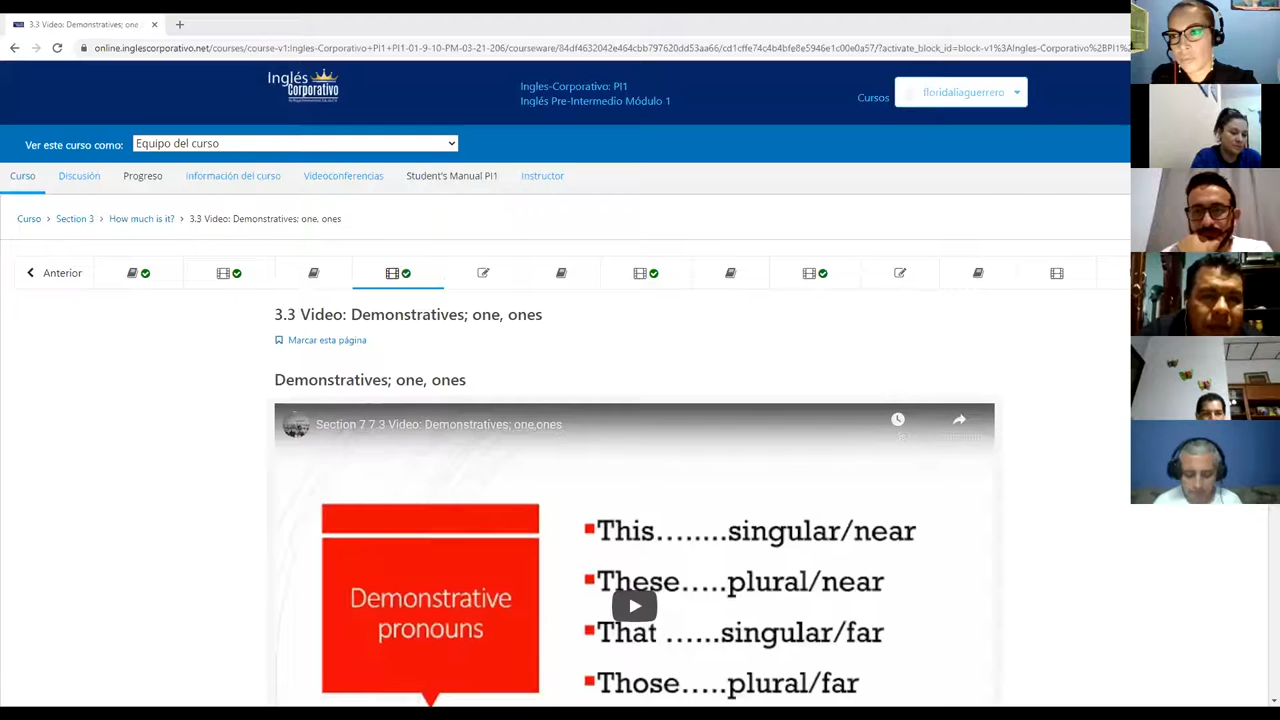 3.3 Video: Demonstratives; one,
online.inglescorporativo.net/courses/course-v1:Ingles-Corporativo+PI1+PI1-01-9-10-PM-03-21-206/courseware/84df4632042e464cbb797620dd53aa66/cd1cffe74c4b4bfe8e5946e1c00e0a57/?activate_block_id=block-v1%3AIngles-Corporativo%2BPI1%2
Inglés
Corporativo
Ingles-Corporativo: PI1
Inglés Pre-Intermedio Módulo 1
Cursos
floridaliaguerrero
Ver este curso como:
Equipo del curso
Curso
Discusión
Progreso
Información del curso
Videoconferencias
Student's Manual PI1
Instructor
Curso > Section 3 > How much is it? > 3.3 Video: Demonstratives; one, ones
Anterior
3.3 Video: Demonstratives; one, ones
Marcar esta página
Demonstratives; one, ones
Section 7 7.3 Video: Demonstratives; one,ones
Demonstrative
pronouns
This........singular/near
These.....plural/near
That ......singular/far
Those.....plural/far